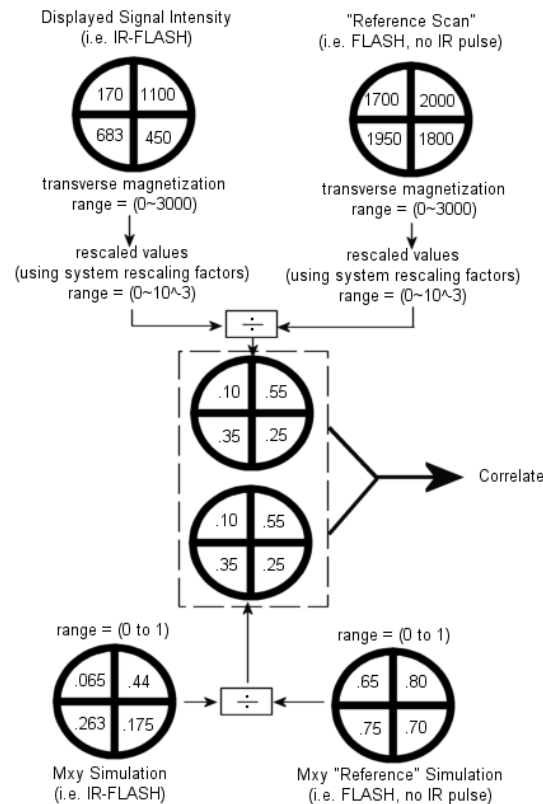 Displayed Signal Intensity
(i.e. IR-FLASH)
170 1100
683 450
transverse magnetization
range = (0~3000)
rescaled values
(using system rescaling factors)
range = (0~10^-3)
"Reference Scan"
(i.e. FLASH, no IR pulse)
1700 2000
1950 1800
transverse magnetization
range = (0~3000)
rescaled values
(using system rescaling factors)
range = (0~10^-3)
÷
.10 .55
.35 .25
Correlate
.10 .55
.35 .25
range = (0 to 1)
.065 .44
.263 .175
Mxy Simulation
(i.e. IR-FLASH)
÷
range = (0 to 1)
.65 .80
.75 .70
Mxy "Reference" Simulation
(i.e. FLASH, no IR pulse)